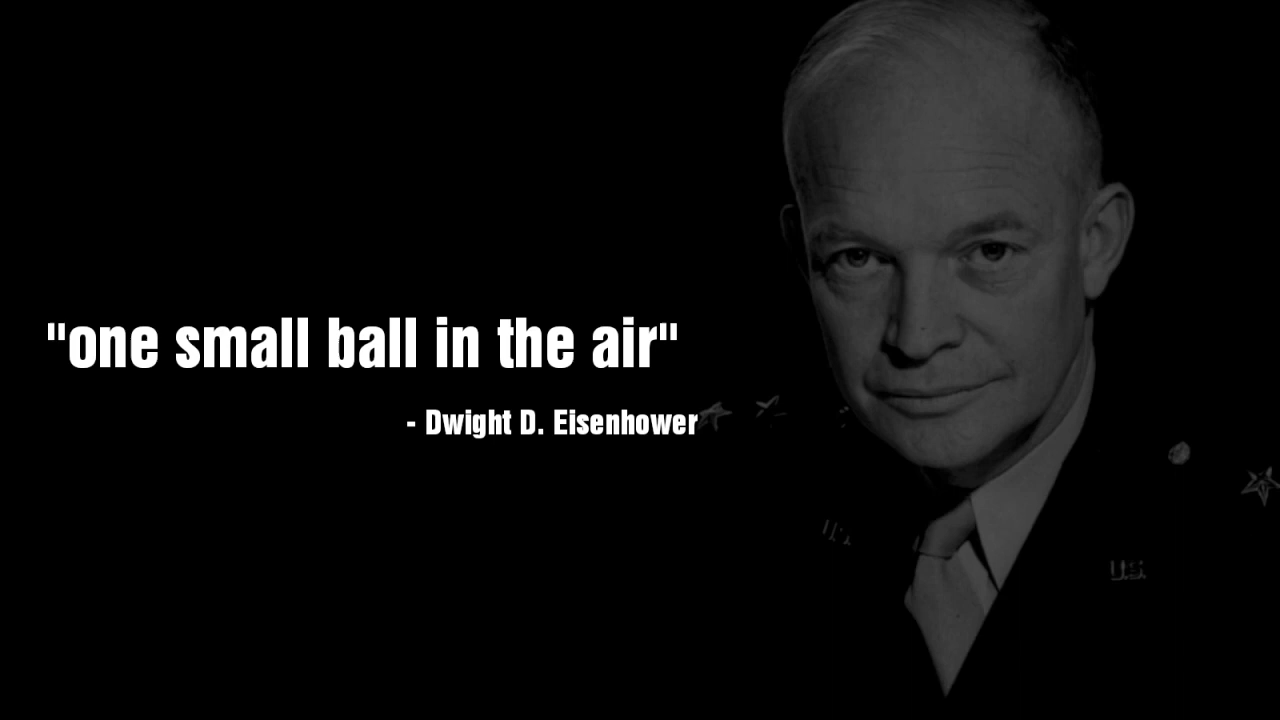 "one small ball in the air"
- Dwight D. Eisenhower
U.S.